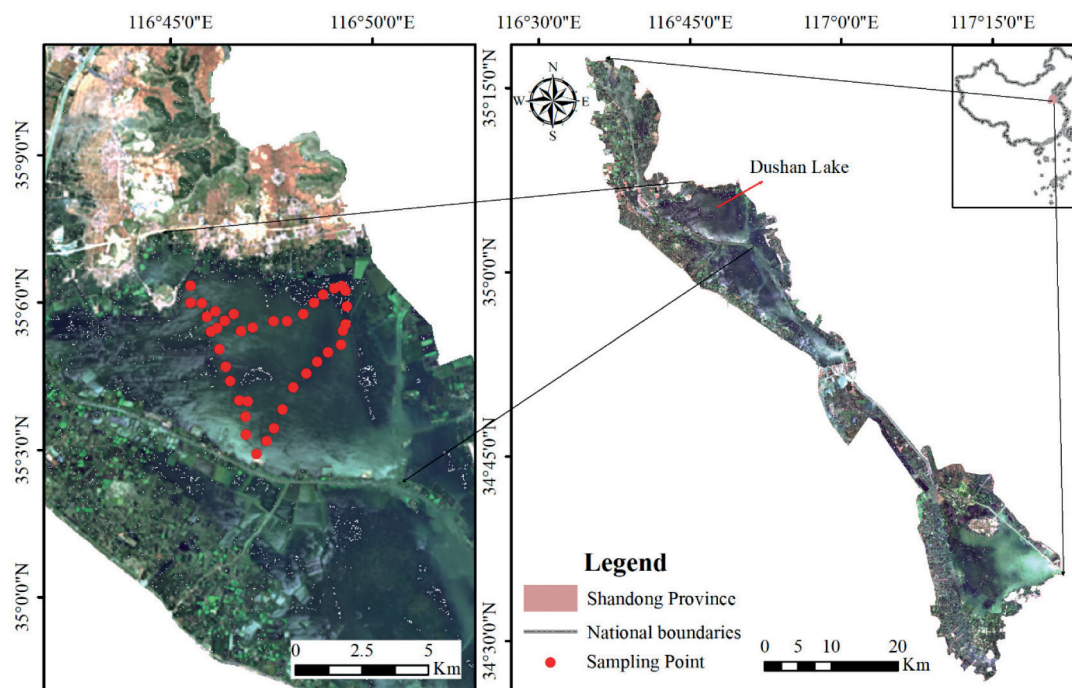 116°45'0"E
116°50'0"E
116°30'0"E
116°45'0"E
117°0'0"E
117°15'0"E
35°9'0"N
35°6'0"N
35°3'0"N
35°0'0"N
35°15'0"N
35°0'0"N
34°45'0"N
34°30'0"N
N
W
E
S
Dushan Lake
Legend
Shandong Province
National boundaries
Sampling Point
0 2.5 5
Km
0 5 10 20
Km